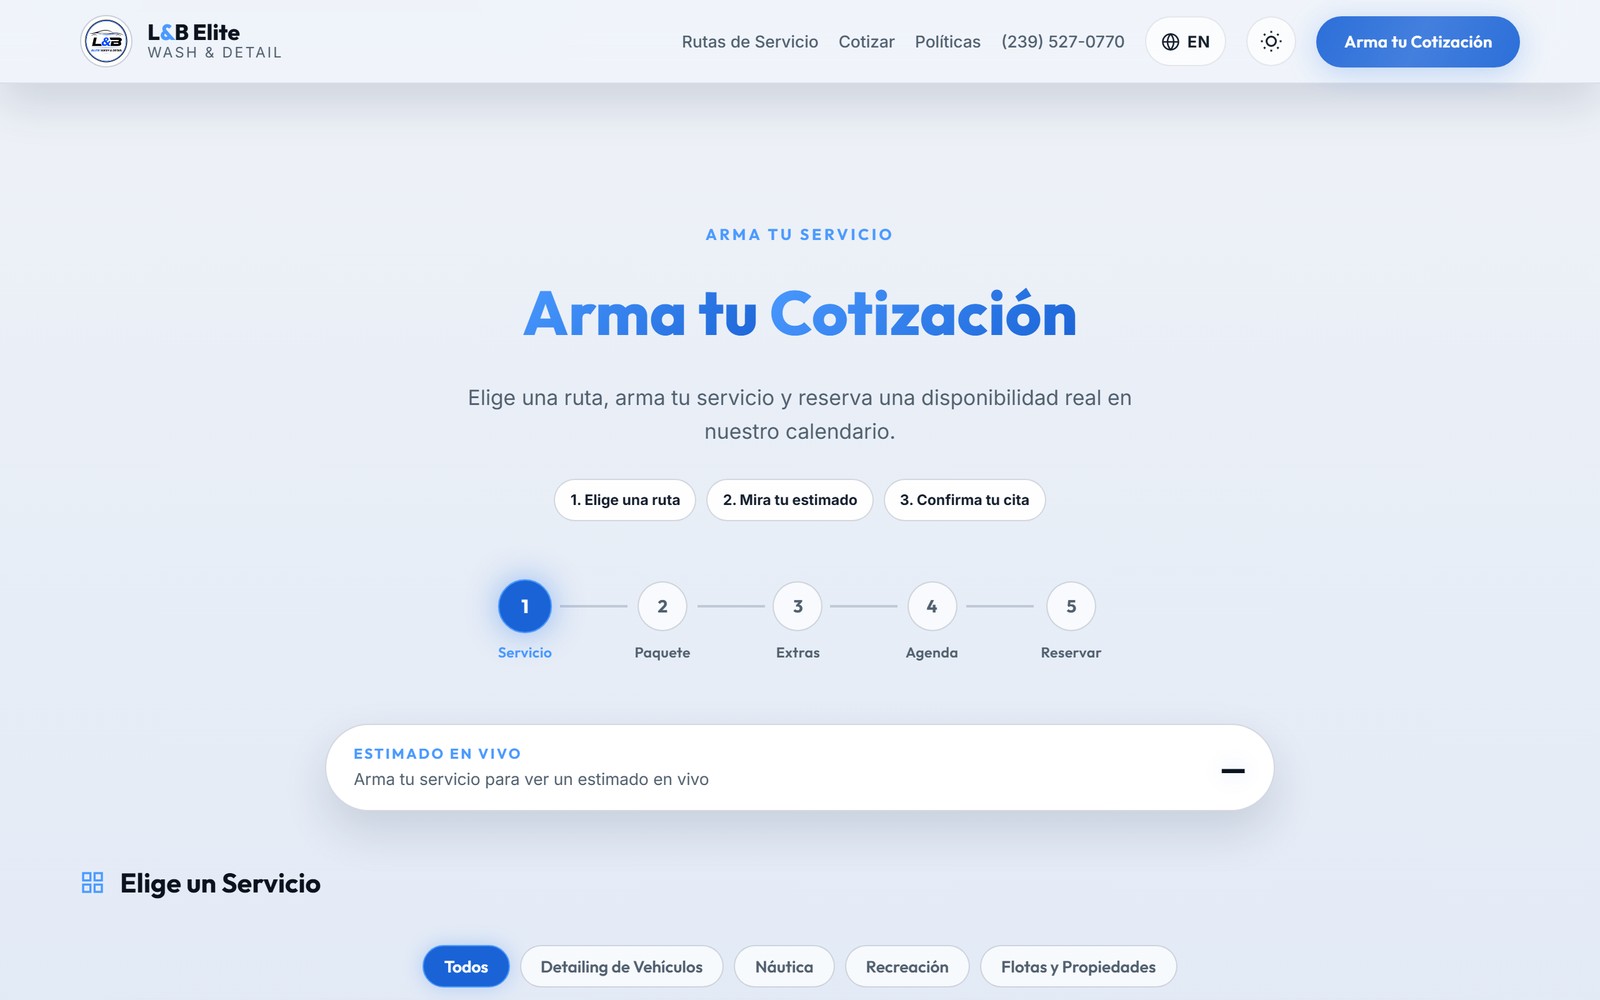 L&B
L&B Elite
WASH & DETAIL
Rutas de Servicio
Cotizar
Políticas
(239) 527-0770
EN
Arma tu Cotización
ARMA TU SERVICIO
Arma tu Cotización
Elige una ruta, arma tu servicio y reserva una disponibilidad real en
nuestro calendario.
1. Elige una ruta
2. Mira tu estimado
3. Confirma tu cita
1
2
3
4
5
Servicio
Paquete
Extras
Agenda
Reservar
ESTIMADO EN VIVO
Arma tu servicio para ver un estimado en vivo
—
Elige un Servicio
Todos
Detailing de Vehículos
Náutica
Recreación
Flotas y Propiedades